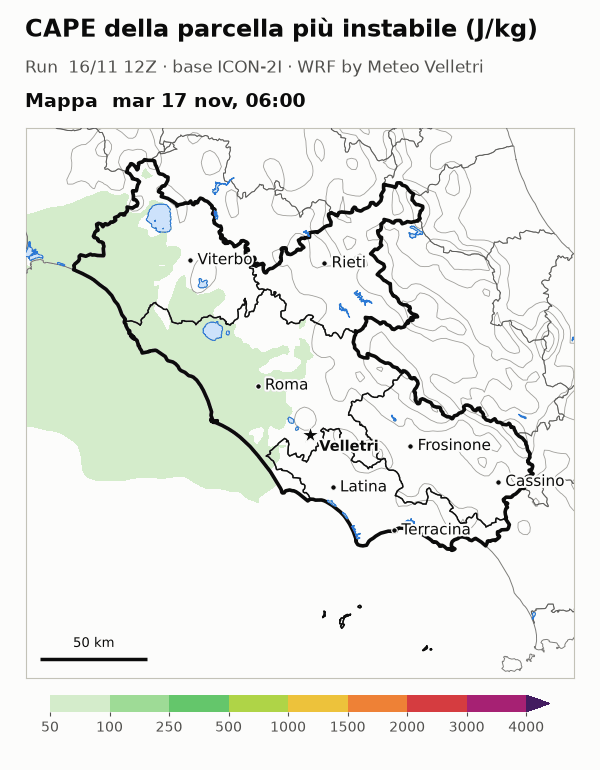 CAPE della parcella più instabile (J/kg)
Run  16/11 12Z · base ICON-2I · WRF by Meteo Velletri
Mappa  mar 17 nov, 06:00
Viterbo
Rieti
Roma
Velletri
Frosinone
Latina
Cassino
Terracina
50 km
50 100 250 500 1000 1500 2000 3000 4000